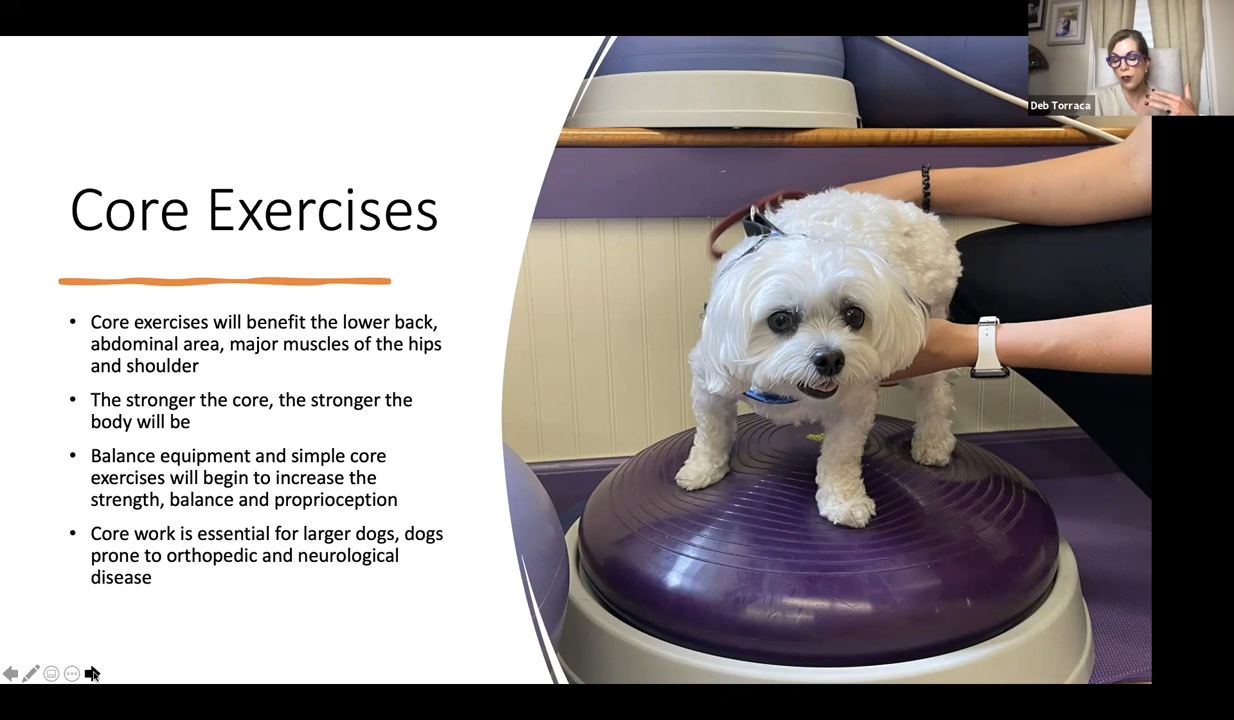 Deb Torraca
Core Exercises
• Core exercises will benefit the lower back,
abdominal area, major muscles of the hips
and shoulder
• The stronger the core, the stronger the
body will be
• Balance equipment and simple core
exercises will begin to increase the
strength, balance and proprioception
• Core work is essential for larger dogs, dogs
prone to orthopedic and neurological
disease